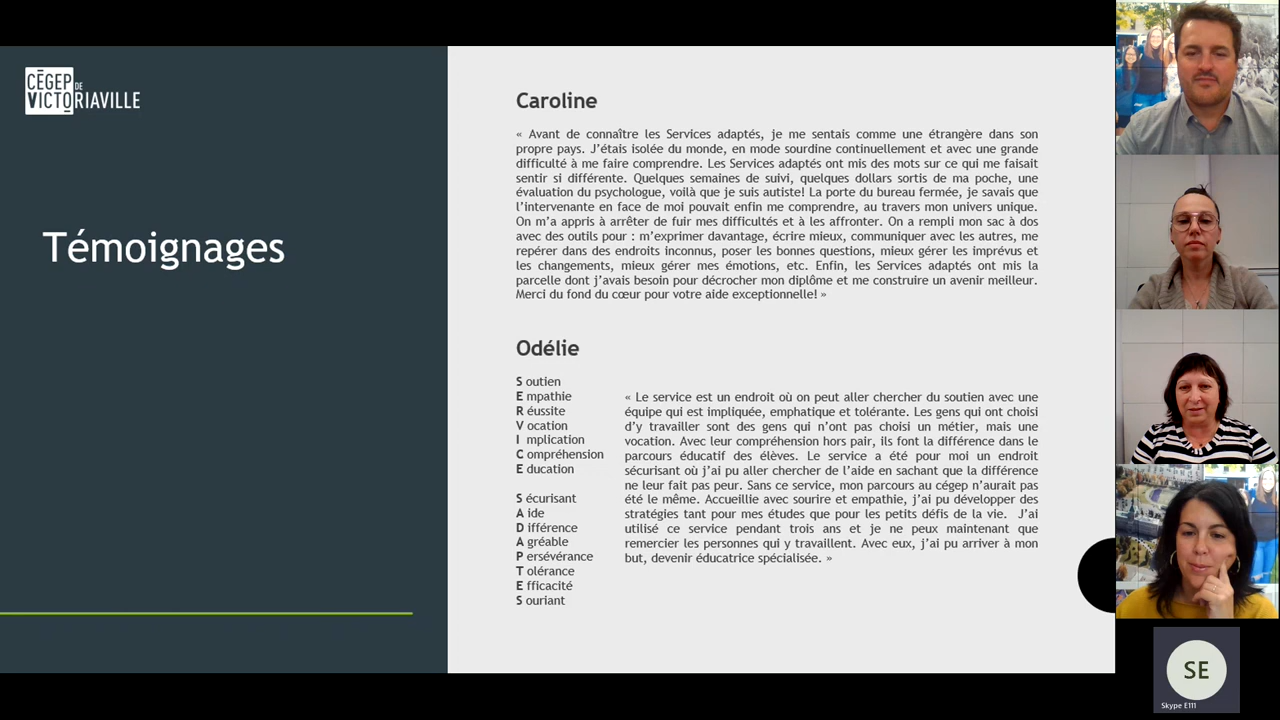 CÉGEP DE
VICTORIAVILLE
Témoignages
Caroline
« Avant de connaître les Services adaptés, je me sentais comme une étrangère dans son
propre pays. J’étais isolée du monde, en mode sourdine continuellement et avec une grande
difficulté à me faire comprendre. Les Services adaptés ont mis des mots sur ce qui me faisait
sentir si différente. Quelques semaines de suivi, quelques dollars sortis de ma poche, une
évaluation du psychologue, voilà que je suis autiste! La porte du bureau fermée, je savais que
l’intervenante en face de moi pouvait enfin me comprendre, au travers mon univers unique.
On m’a appris à arrêter de fuir mes difficultés et à les affronter. On a rempli mon sac à dos
avec des outils pour : m’exprimer davantage, écrire mieux, communiquer avec les autres, me
repérer dans des endroits inconnus, poser les bonnes questions, mieux gérer les imprévus et
les changements, mieux gérer mes émotions, etc. Enfin, les Services adaptés ont mis la
parcelle dont j’avais besoin pour décrocher mon diplôme et me construire un avenir meilleur.
Merci du fond du cœur pour votre aide exceptionnelle! »
Odélie
S outien
E mpathie
R éussite
V ocation
I mplication
C ompréhension
E ducation
S écurisant
A ide
D ifférence
A gréable
P ersévérance
T olérance
E fficacité
S ouriant
« Le service est un endroit où on peut aller chercher du soutien avec une
équipe qui est impliquée, emphatique et tolérante. Les gens qui ont choisi
d’y travailler sont des gens qui n’ont pas choisi un métier, mais une
vocation. Avec leur compréhension hors pair, ils font la différence dans le
parcours éducatif des élèves. Le service a été pour moi un endroit
sécurisant où j’ai pu aller chercher de l’aide en sachant que la différence
ne leur fait pas peur. Sans ce service, mon parcours au cégep n’aurait pas
été le même. Accueillie avec sourire et empathie, j’ai pu développer des
stratégies tant pour mes études que pour les petits défis de la vie. J’ai
utilisé ce service pendant trois ans et je ne peux maintenant que
remercier les personnes qui y travaillent. Avec eux, j’ai pu arriver à mon
but, devenir éducatrice spécialisée. »
SE
Skype E111